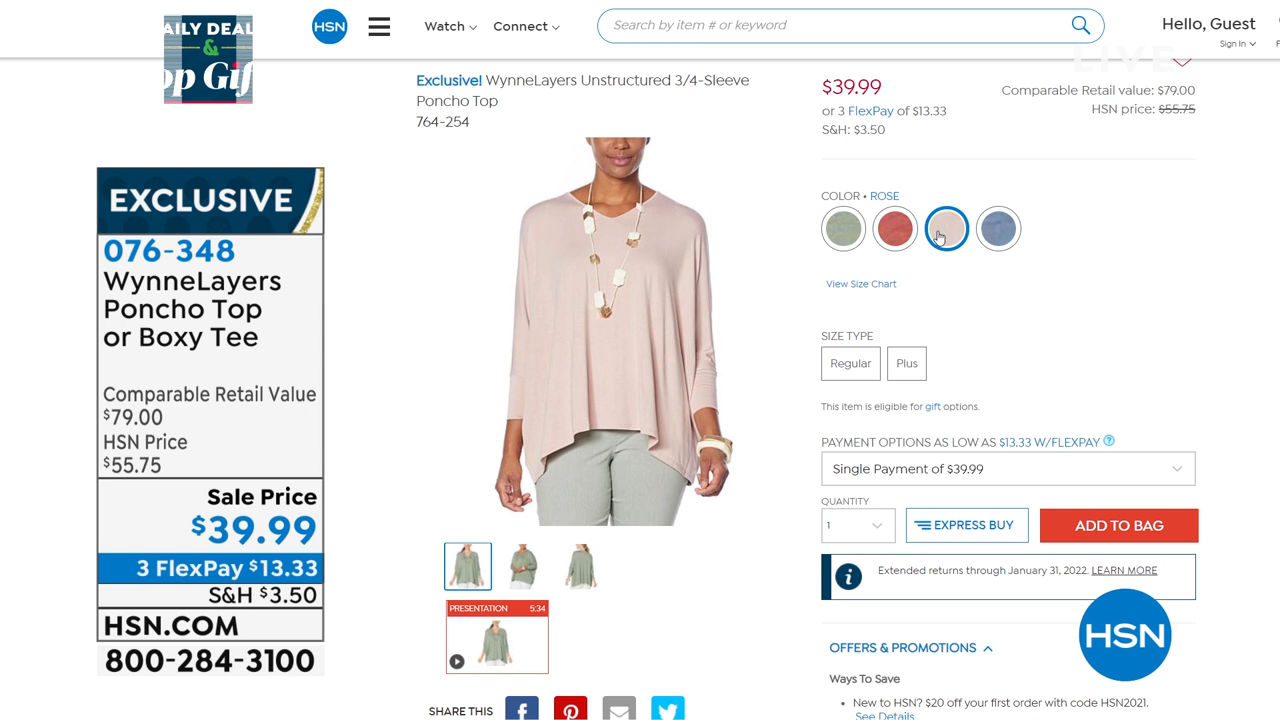 AILY DEAL
&
op Gif
HSN
Watch
Connect
Search by item # or keyword
Hello, Guest
Sign In
LIVE
Exclusive! WynneLayers Unstructured 3/4-Sleeve
Poncho Top
764-254
$39.99
or 3 FlexPay of $13.33
S&H: $3.50
Comparable Retail value: $79.00
HSN price: $55.75
EXCLUSIVE
076-348
WynneLayers
Poncho Top
or Boxy Tee
Comparable Retail Value
$79.00
HSN Price
$55.75
Sale Price
$39.99
3 FlexPay $13.33
S&H $3.50
HSN.COM
800-284-3100
COLOR • ROSE
View Size Chart
SIZE TYPE
Regular
Plus
This item is eligible for gift options.
PAYMENT OPTIONS AS LOW AS $13.33 W/FLEXPAY ?
Single Payment of $39.99
QUANTITY
1
EXPRESS BUY
ADD TO BAG
i
Extended returns through January 31, 2022. LEARN MORE
PRESENTATION 5:34
HSN
OFFERS & PROMOTIONS
Ways To Save
• New to HSN? $20 off your first order with code HSN2021.
See Details
SHARE THIS